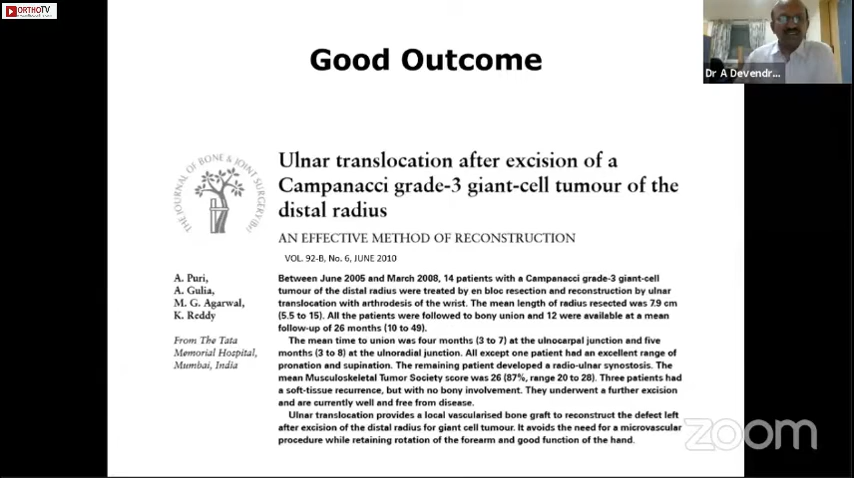 ORTHOTV
Dr A Devendr...
Good Outcome
THE JOURNAL OF BONE & JOINT SURGERY(Br)
Ulnar translocation after excision of a
Campanacci grade-3 giant-cell tumour of the
distal radius
AN EFFECTIVE METHOD OF RECONSTRUCTION
VOL. 92-B, No. 6, JUNE 2010
A. Puri,
A. Gulia,
M. G. Agarwal,
K. Reddy
From The Tata
Memorial Hospital,
Mumbai, India
Between June 2005 and March 2008, 14 patients with a Campanacci grade-3 giant-cell
tumour of the distal radius were treated by en bloc resection and reconstruction by ulnar
translocation with arthrodesis of the wrist. The mean length of radius resected was 7.9 cm
(5.5 to 15). All the patients were followed to bony union and 12 were available at a mean
follow-up of 26 months (10 to 49).
The mean time to union was four months (3 to 7) at the ulnocarpal junction and five
months (3 to 8) at the ulnoradial junction. All except one patient had an excellent range of
pronation and supination. The remaining patient developed a radio-ulnar synostosis. The
mean Musculoskeletal Tumor Society score was 26 (87%, range 20 to 28). Three patients had
a soft-tissue recurrence, but with no bony involvement. They underwent a further excision
and are currently well and free from disease.
Ulnar translocation provides a local vascularised bone graft to reconstruct the defect left
after excision of the distal radius for giant cell tumour. It avoids the need for a microvascular
procedure while retaining rotation of the forearm and good function of the hand.
zoom